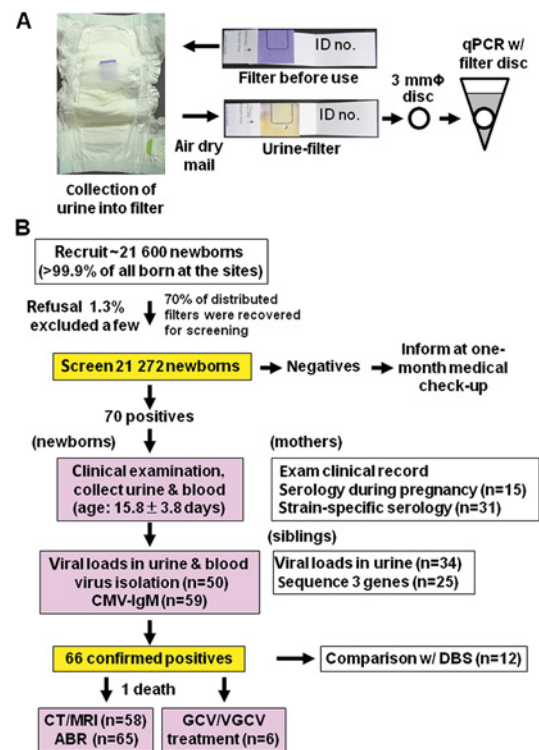 A
ID no.
Filter before use
ID no.
Urine-filter
Air dry
mail
Collection of
urine into filter
3 mmΦ
disc
qPCR w/
filter disc
B
Recruit~21 600 newborns
(>99.9% of all born at the sites)
Refusal 1.3%
excluded a few
70% of distributed
filters were recovered
for screening
Screen 21 272 newborns
Negatives
Inform at one-
month medical
check-up
70 positives
(newborns)
(mothers)
Clinical examination,
collect urine & blood
(age: 15.8 ± 3.8 days)
Exam clinical record
Serology during pregnancy (n=15)
Strain-specific serology (n=31)
(siblings)
Viral loads in urine & blood
virus isolation (n=50)
CMV-IgM (n=59)
Viral loads in urine (n=34)
Sequence 3 genes (n=25)
66 confirmed positives
Comparison w/ DBS (n=12)
1 death
CT/MRI (n=58)
ABR (n=65)
GCV/VGCV
treatment (n=6)